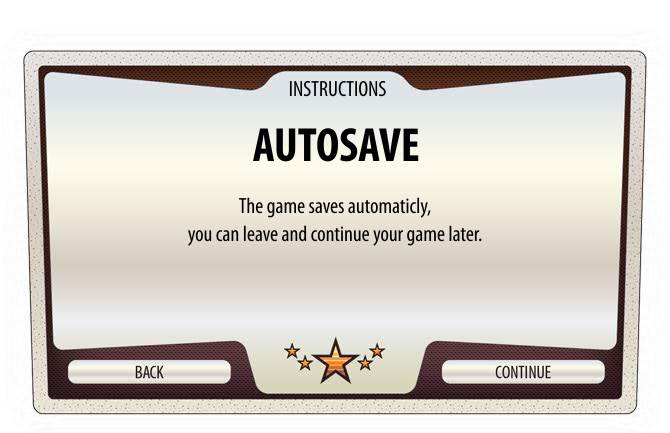 INSTRUCTIONS
AUTOSAVE
The game saves automaticly,
you can leave and continue your game later.
BACK
CONTINUE